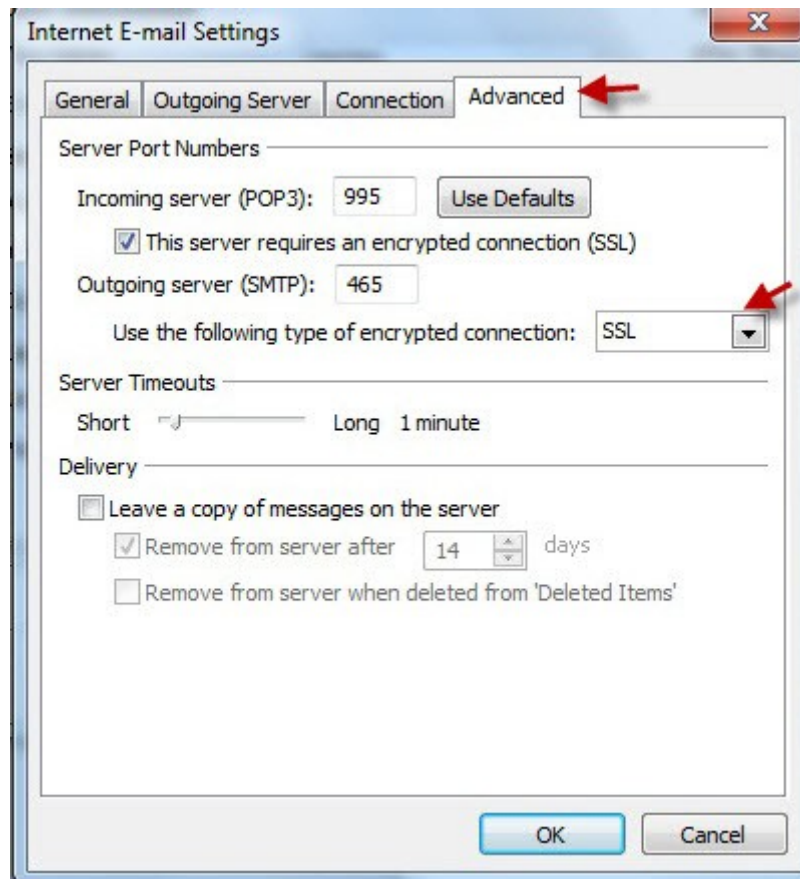 Internet E-mail Settings
General Outgoing Server Connection Advanced
Server Port Numbers
Incoming server (POP3): 995 Use Defaults
This server requires an encrypted connection (SSL)
Outgoing server (SMTP): 465
Use the following type of encrypted connection: SSL
Server Timeouts
Short Long 1 minute
Delivery
Leave a copy of messages on the server
Remove from server after 14 days
Remove from server when deleted from 'Deleted Items'
OK Cancel